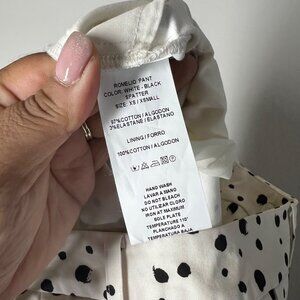 ROMELIO PANT
COLOR: WHITE - BLACK
SPATTER
SIZE: XS / XSMALL
97%COTTON / ALGODON
3%ELASTANE / ELASTANO
LINING / FORRO
100%COTTON / ALGODON
HAND WASH
LAVAR A MANO
DO NOT BLEACH
NO UTILIZAR CLORO
IRON AT MAXIMUM
SOLE PLATE
TEMPERATURE 110°
PLANCHADO A
TEMPERATURA BAJA